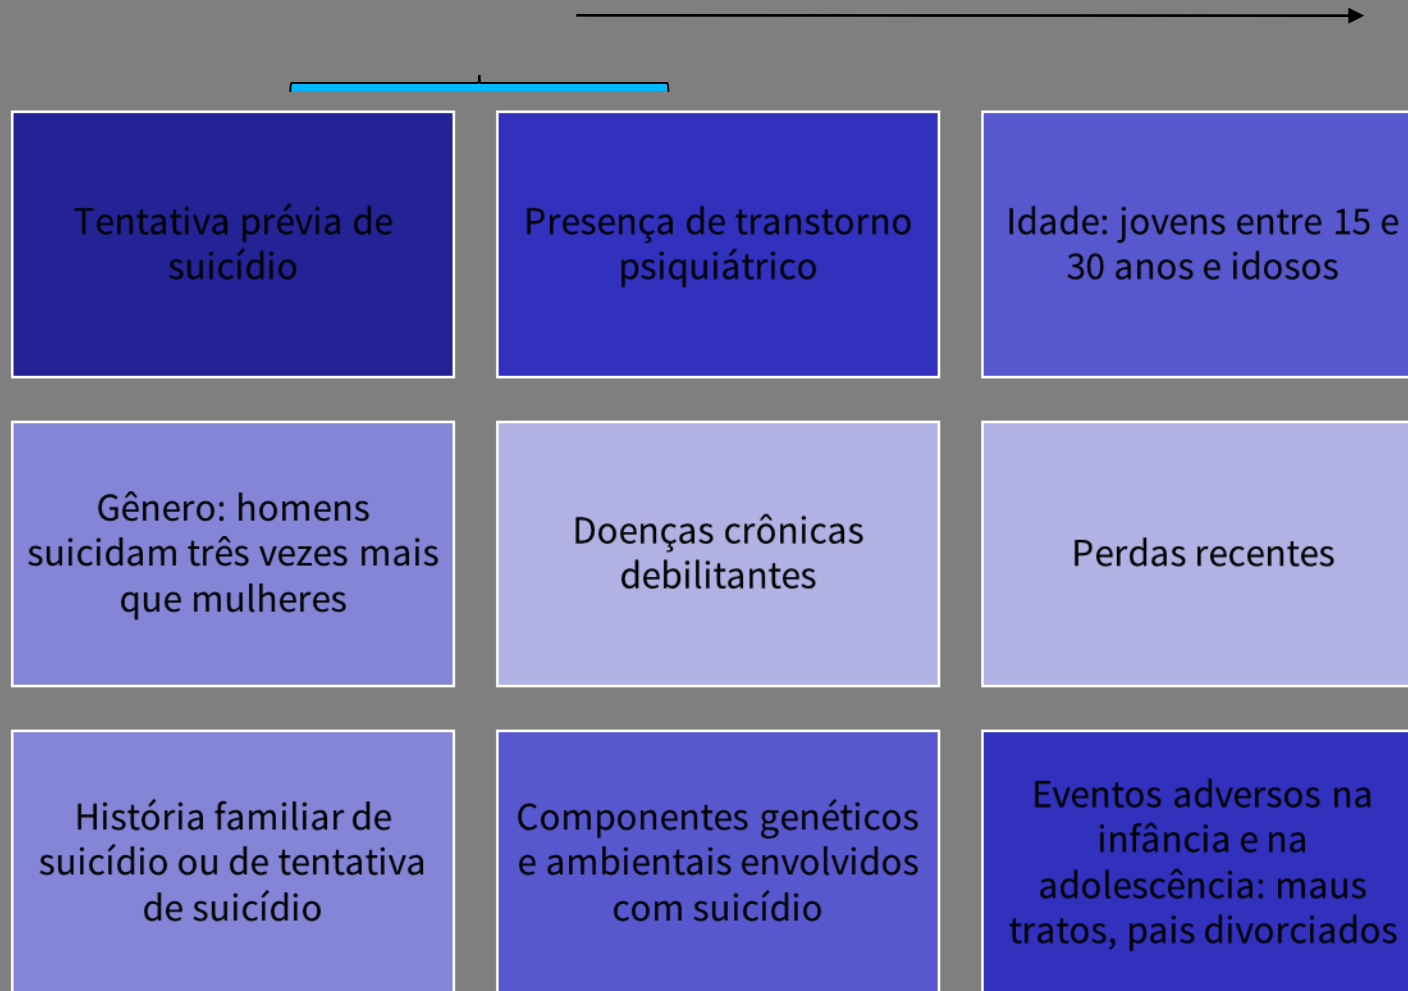 Tentativa prévia de
suicídio
Presença de transtorno
psiquiátrico
Idade: jovens entre 15 e
30 anos e idosos
Gênero: homens
suicidam três vezes mais
que mulheres
Doenças crônicas
debilitantes
Perdas recentes
História familiar de
suicídio ou de tentativa
de suicídio
Componentes genéticos
e ambientais envolvidos
com suicídio
Eventos adversos na
infância e na
adolescência: maus
tratos, pais divorciados